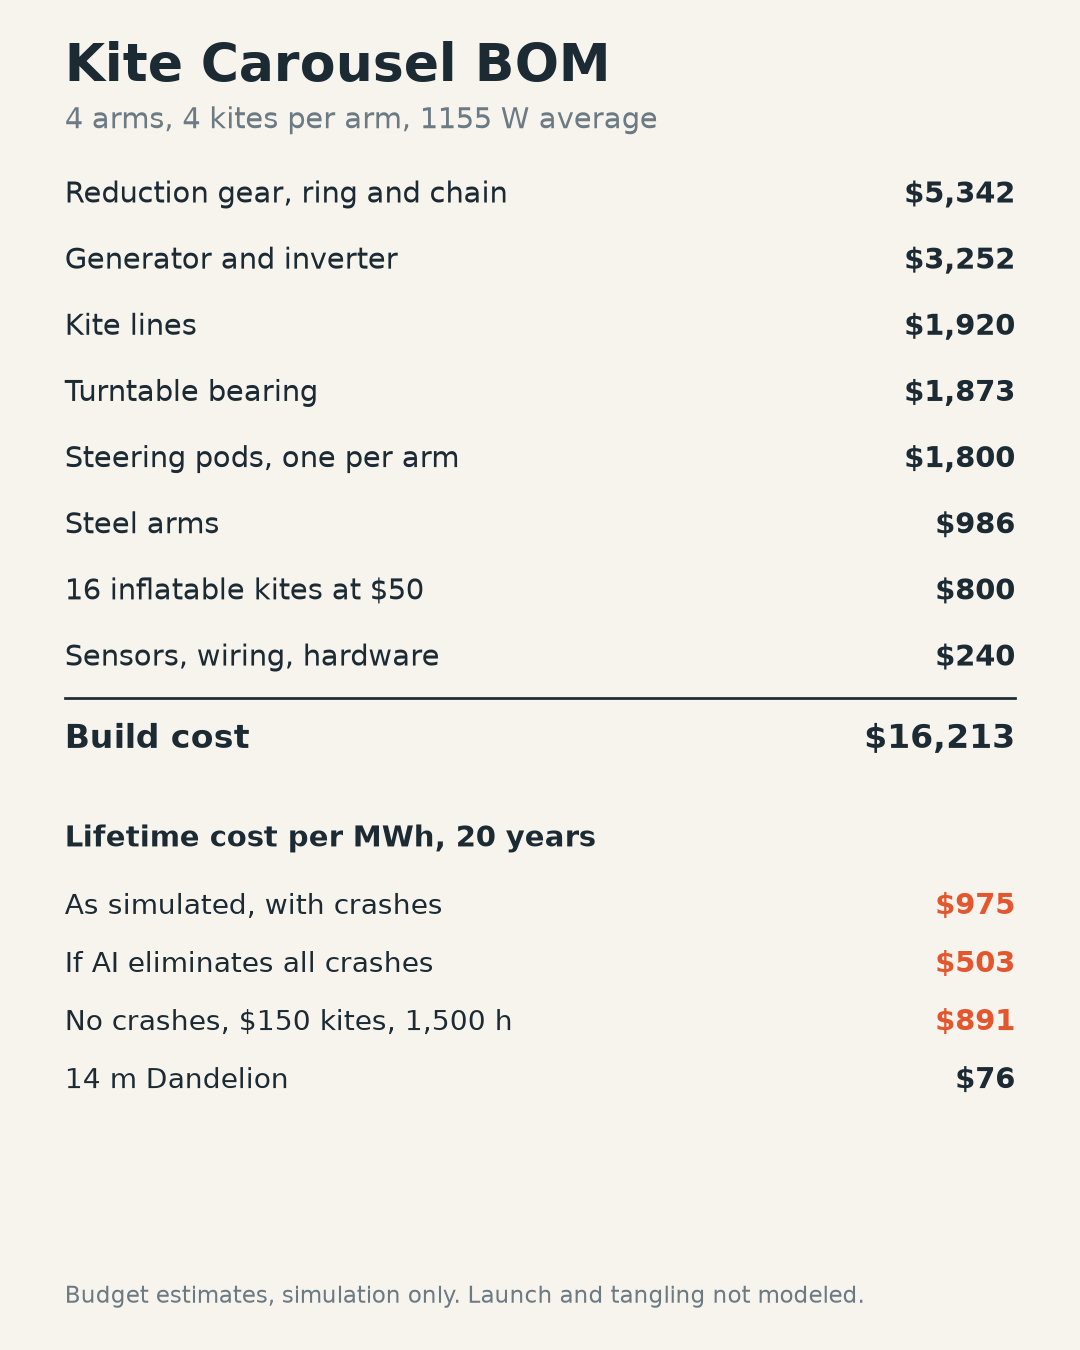 Kite Carousel BOM
4 arms, 4 kites per arm, 1155 W average
Reduction gear, ring and chain $5,342
Generator and inverter $3,252
Kite lines $1,920
Turntable bearing $1,873
Steering pods, one per arm $1,800
Steel arms $986
16 inflatable kites at $50 $800
Sensors, wiring, hardware $240
Build cost $16,213
Lifetime cost per MWh, 20 years
As simulated, with crashes $975
If AI eliminates all crashes $503
No crashes, $150 kites, 1,500 h $891
14 m Dandelion $76
Budget estimates, simulation only. Launch and tangling not modeled.